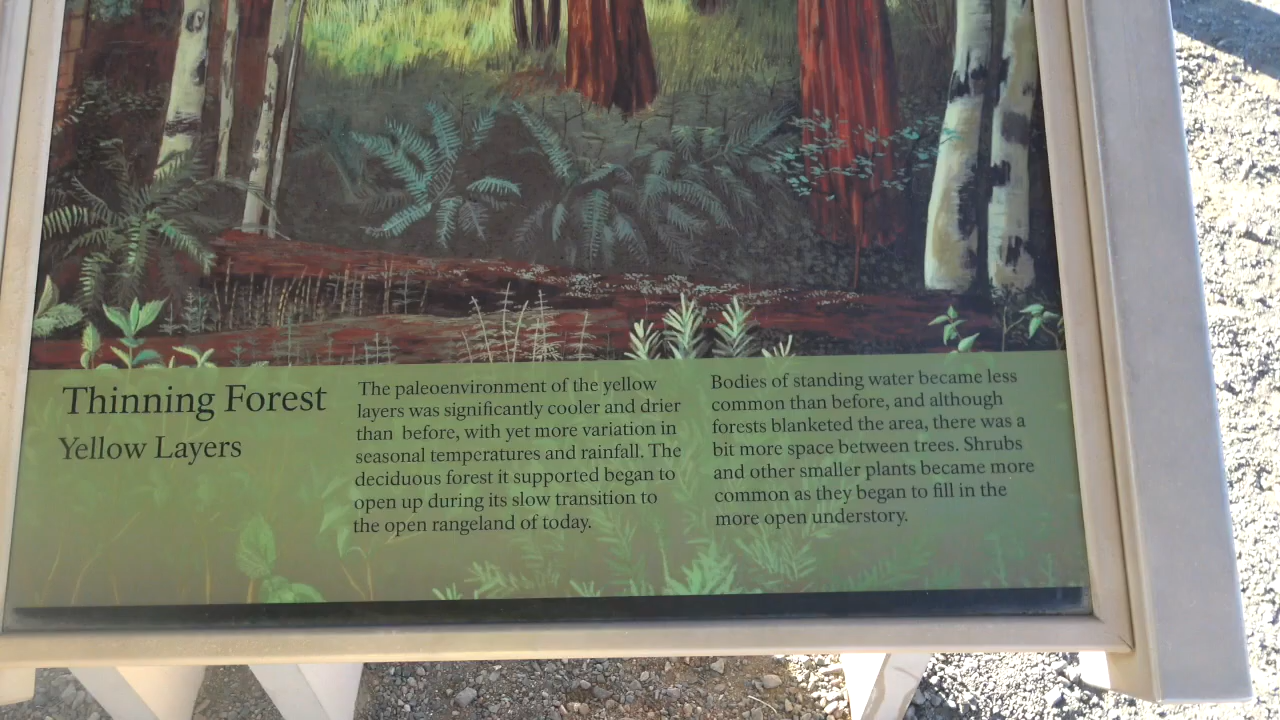 Thinning Forest
Yellow Layers
The paleoenvironment of the yellow
layers was significantly cooler and drier
than before, with yet more variation in
seasonal temperatures and rainfall. The
deciduous forest it supported began to
open up during its slow transition to
the open rangeland of today.
Bodies of standing water became less
common than before, and although
forests blanketed the area, there was a
bit more space between trees. Shrubs
and other smaller plants became more
common as they began to fill in the
more open understory.